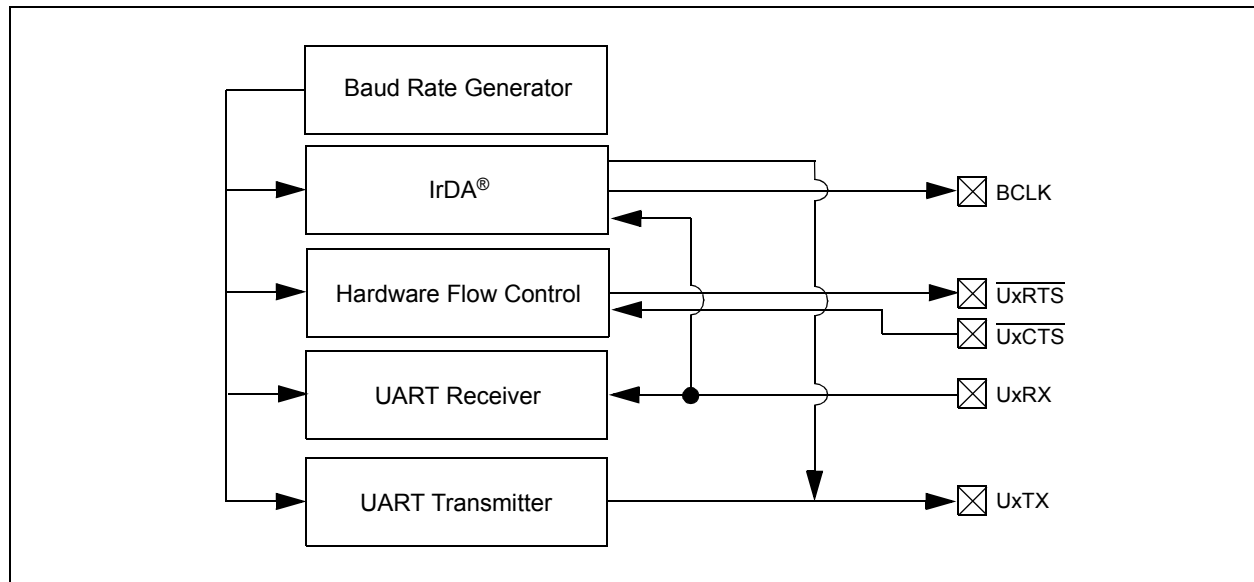 Baud Rate Generator
IrDA®
BCLK
Hardware Flow Control
UxRTS
UxCTS
UART Receiver
UxRX
UART Transmitter
UxTX